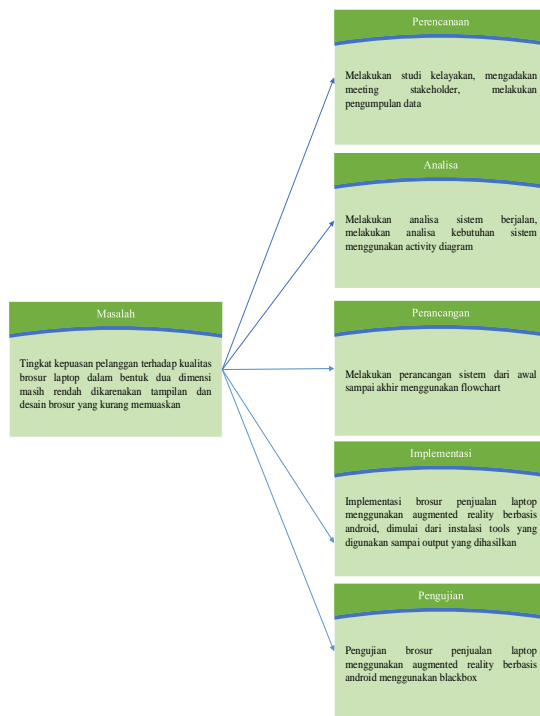 Masalah
Tingkat kepuasan pelanggan terhadap kualitas
brosur laptop dalam bentuk dua dimensi
masih rendah dikarenakan tampilan dan
desain brosur yang kurang memuaskan
Perencanaan
Melakukan studi kelayakan, mengadakan
meeting stakeholder, melakukan
pengumpulan data
Analisa
Melakukan analisa sistem berjalan,
melakukan analisa kebutuhan sistem
menggunakan activity diagram
Perancangan
Melakukan perancangan sistem dari awal
sampai akhir menggunakan flowchart
Implementasi
Implementasi brosur penjualan laptop
menggunakan augmented reality berbasis
android, dimulai dari instalasi tools yang
digunakan sampai output yang dihasilkan
Pengujian
Pengujian brosur penjualan laptop
menggunakan augmented reality berbasis
android menggunakan blackbox